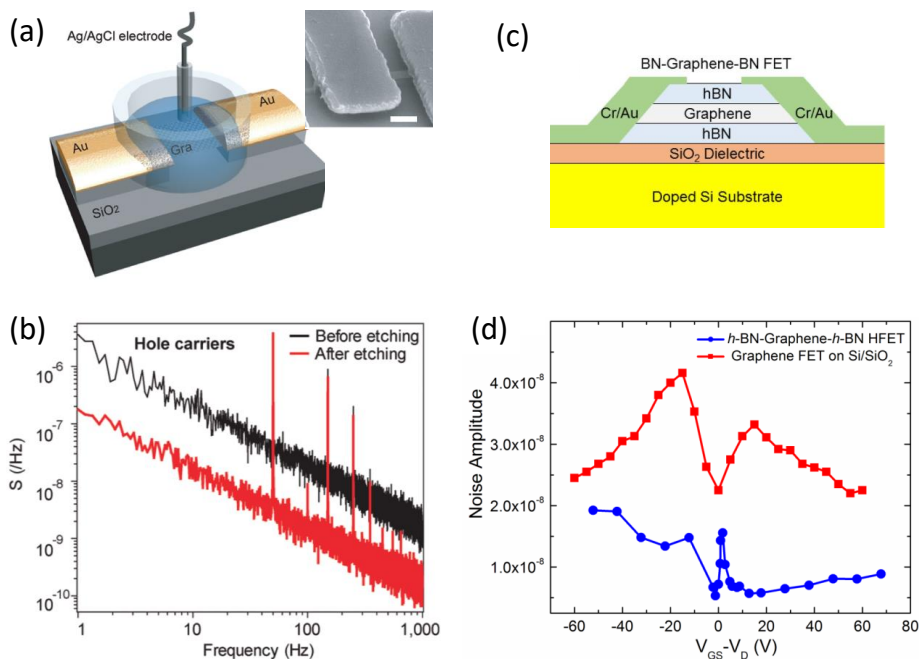 (a)
Ag/AgCl electrode
Au
Au
Gra
SiO₂
(b)
Hole carriers
Before etching
After etching
S (/Hz)
10⁻⁶
10⁻⁷
10⁻⁸
10⁻⁹
10⁻¹⁰
1 10 100 1,000
Frequency (Hz)
(c)
BN-Graphene-BN FET
hBN
Cr/Au Graphene Cr/Au
hBN
SiO₂ Dielectric
Doped Si Substrate
(d)
h-BN-Graphene-h-BN HFET
Graphene FET on Si/SiO₂
Noise Amplitude
4.0x10⁻⁸
3.0x10⁻⁸
2.0x10⁻⁸
1.0x10⁻⁸
-60 -40 -20 0 20 40 60 80
V_GS-V_D (V)